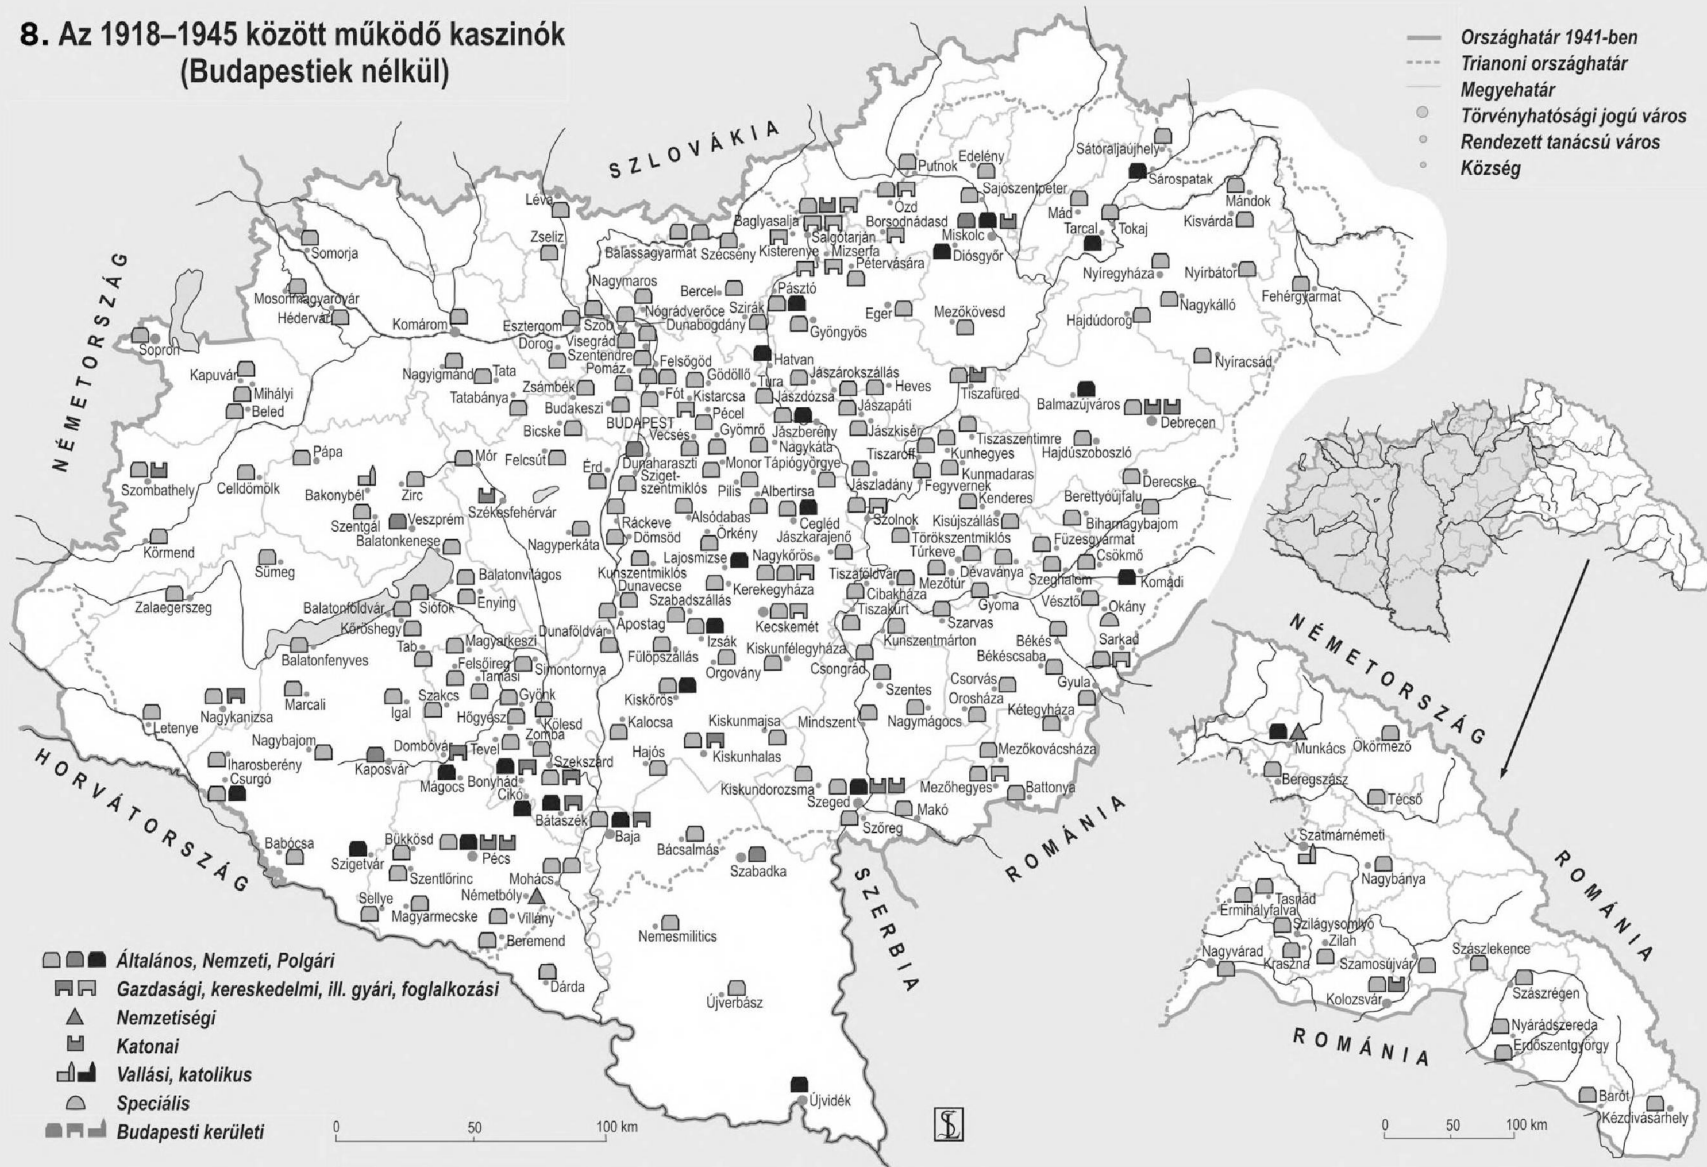 8. Az 1918–1945 között működő kaszinók
(Budapestiek nélkül)
Országhatár 1941-ben
Trianoni országhatár
Megyehatár
Törvényhatósági jogú város
Rendezett tanácsú város
Község
SZLOVÁKIA
NÉMETORSZÁG
HORVÁTORSZÁG
SZERBIA
ROMÁNIA
Sátoraljaújhely
Putnok
Edelény
Sárospatak
Sajószentpéter
Ózd
Mád
Mándok
Léva
Baglyasalja
Borsodnádasd
Tokaj
Kisvárda
Zseliz
Salgótarján
Miskolc
Tarcal
Somorja
Balassagyarmat
Szécsény
Kisterenye
Mizserfa
Diósgyőr
Pétervására
Nyíregyháza
Nyírbátor
Nagymaros
Bercel
Pásztó
Fehérgyarmat
Mosonmagyaróvár
Nagykálló
Hédervár
Komárom
Esztergom
Szob
Nógrádverőce
Szirák
Dunabogdány
Gyöngyös
Eger
Mezőkövesd
Hajdúdorog
Sopron
Dorog
Visegrád
Szentendre
Hatvan
Nyíracsád
Kapuvár
Nagyigmánd
Tata
Pomáz
Felsőgöd
Gödöllő
Jászárokszállás
Mihályi
Zsámbék
Tura
Heves
Tiszafüred
Beled
Tatabánya
Budakeszi
Fót
Kistarcsa
Jászdózsa
Jászapáti
Balmazújváros
Debrecen
Bicske
BUDAPEST
Pécel
Vecsés
Gyömrő
Jászberény
Jászkisér
Nagykáta
Tiszaszentimre
Pápa
Mór
Felcsút
Érd
Dunaharaszti
Monor
Tápiógyörgye
Tiszaroff
Kunhegyes
Hajdúszoboszló
Szombathely
Celldömölk
Bakonybél
Zirc
Sziget-
szentmiklós
Pilis
Albertirsa
Jászladány
Kunmadaras
Fegyvernek
Derecske
Székesfehérvár
Kenderes
Berettyóújfalu
Szentgál
Veszprém
Ráckeve
Alsódabas
Cegléd
Szolnok
Kisújszállás
Biharnagybajom
Körmend
Balatonkenese
Nagyperkáta
Dömsöd
Örkény
Jászkarajenő
Törökszentmiklós
Füzesgyarmat
Sümeg
Lajosmizse
Nagykőrös
Túrkeve
Csökmő
Kunszentmiklós
Tiszaföldvár
Dévaványa
Szeghalom
Balatonvilágos
Dunavecse
Kerekegyháza
Mezőtúr
Komádi
Zalaegerszeg
Balatonföldvár
Siófok
Enying
Szabadszállás
Cibakháza
Gyoma
Vésztő
Tiszakürt
Okány
Kőröshegy
Apostag
Kecskemét
Szarvas
Tab
Magyarkeszi
Dunaföldvár
Izsák
Kiskunfélegyháza
Kunszentmárton
Békés
Sarkad
Balatonfenyves
Felsőireg
Simontornya
Fülöpszállás
Orgovány
Csongrád
Békéscsaba
Tamási
Marcali
Szakcs
Gyönk
Kiskőrös
Szentes
Csorvás
Gyula
Nagykanizsa
Igal
Hőgyész
Kölesd
Orosháza
Letenye
Kalocsa
Kiskunmajsa
Mindszent
Nagymágocs
Kétegyháza
Nagybajom
Zomba
Dombóvár
Tevel
Hajós
Kiskunhalas
Mezőkovácsháza
Iharosberény
Kaposvár
Szekszárd
Csurgó
Mágocs
Bonyhád
Kiskundorozsma
Mezőhegyes
Battonya
Cikó
Szeged
Makó
Bátaszék
Szőreg
Baja
Babócsa
Bükkösd
Bácsalmás
Szigetvár
Pécs
Szabadka
Szentlőrinc
Mohács
Németbóly
Sellye
Magyarmecske
Villány
Nemesmilitics
Beremend
Dárda
Újverbász
Újvidék
NÉMETORSZÁG
Munkács
Ökörmező
Beregszász
Técső
Szatmárnémeti
Nagybánya
Tasnád
Érmihályfalva
Szilágysomlyó
Zilah
Nagyvárad
Kraszna
Szamosújvár
Szászlekence
Kolozsvár
Szászrégen
Nyárádszereda
Erdőszentgyörgy
Barót
Kézdivásárhely
ROMÁNIA
ROMÁNIA
Általános, Nemzeti, Polgári
Gazdasági, kereskedelmi, ill. gyári, foglalkozási
Nemzetiségi
Katonai
Vallási, katolikus
Speciális
Budapesti kerületi
0 50 100 km
0 50 100 km